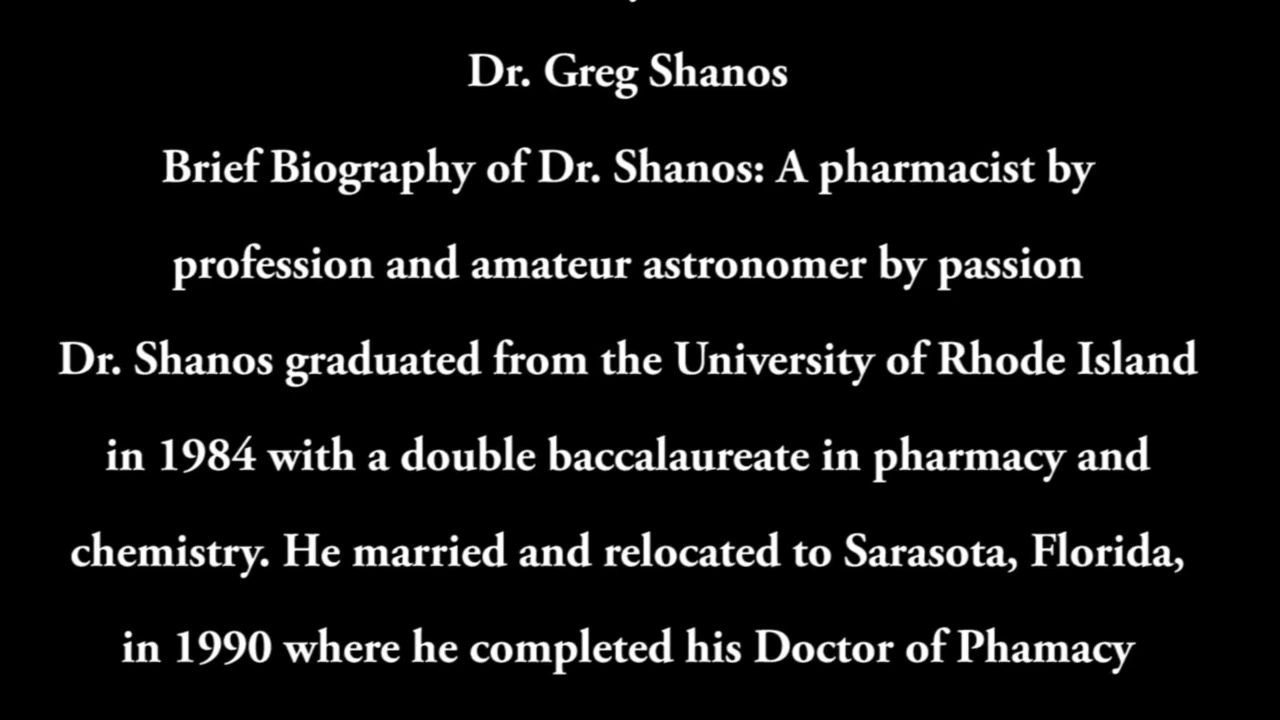 Dr. Greg Shanos
Brief Biography of Dr. Shanos: A pharmacist by
profession and amateur astronomer by passion
Dr. Shanos graduated from the University of Rhode Island
in 1984 with a double baccalaureate in pharmacy and
chemistry. He married and relocated to Sarasota, Florida,
in 1990 where he completed his Doctor of Phamacy